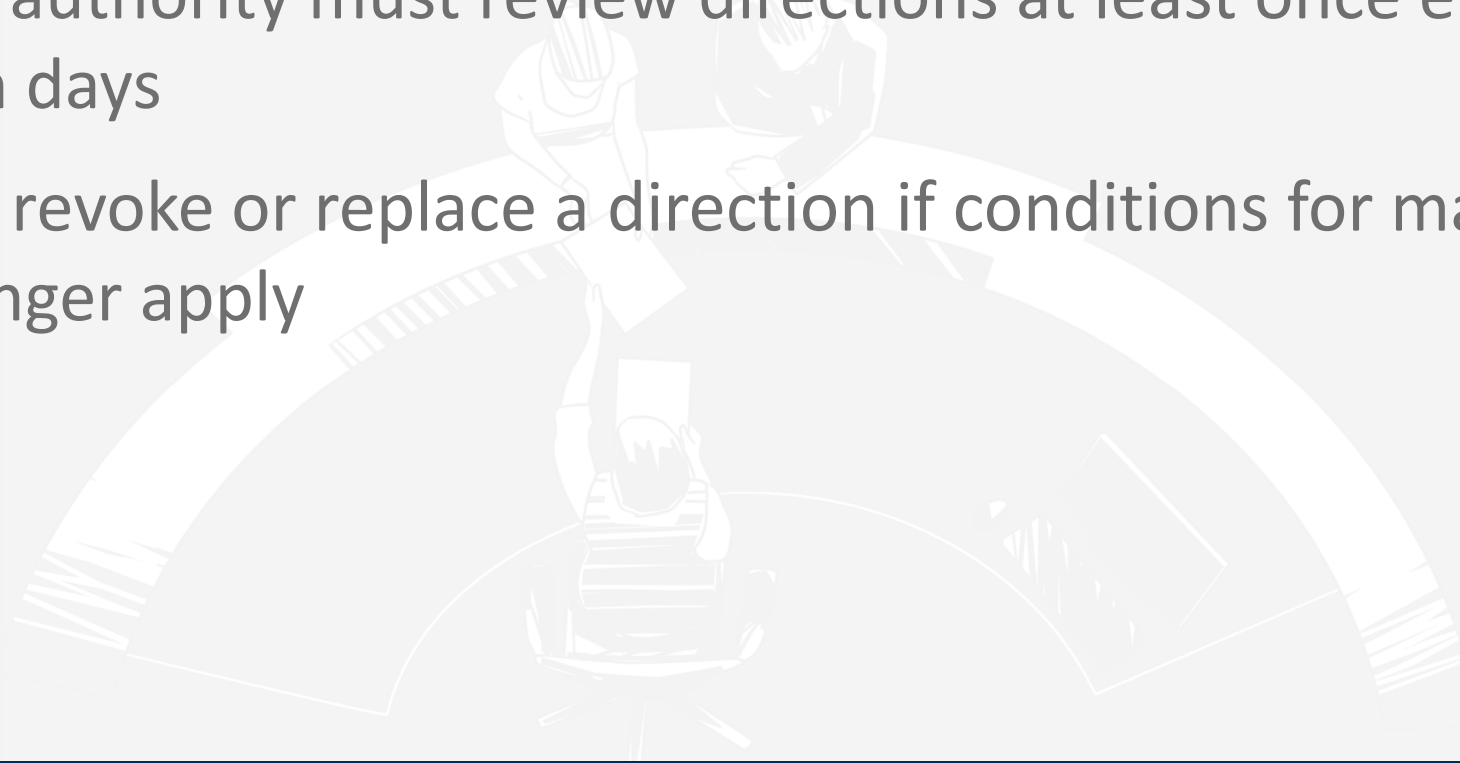 authority must review directions at least once e
days
revoke or replace a direction if conditions for ma
nger apply